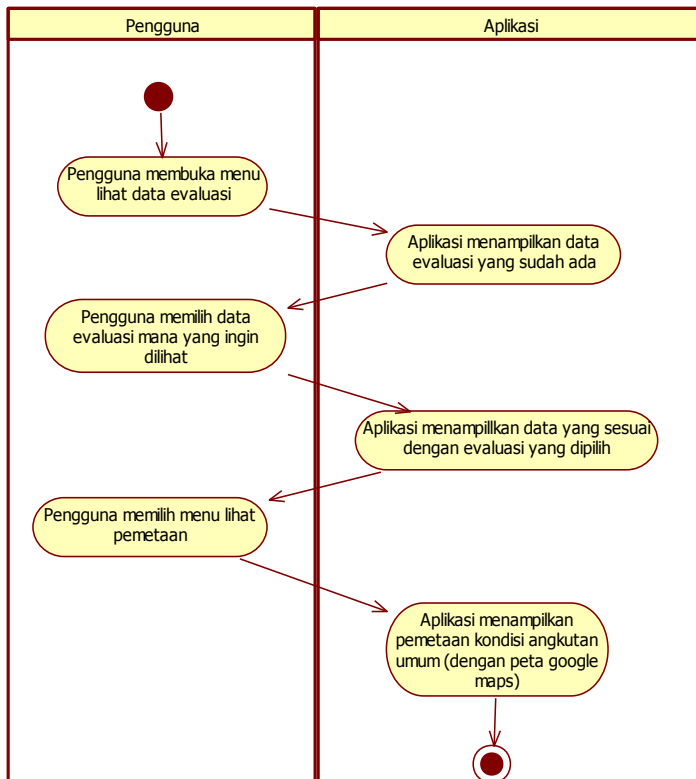 Pengguna
Aplikasi
Pengguna membuka menu
lihat data evaluasi
Aplikasi menampilkan data
evaluasi yang sudah ada
Pengguna memilih data
evaluasi mana yang ingin
dilihat
Aplikasi menampillkan data yang sesuai
dengan evaluasi yang dipilih
Pengguna memilih menu lihat
pemetaan
Aplikasi menampilkan
pemetaan kondisi angkutan
umum (dengan peta google
maps)